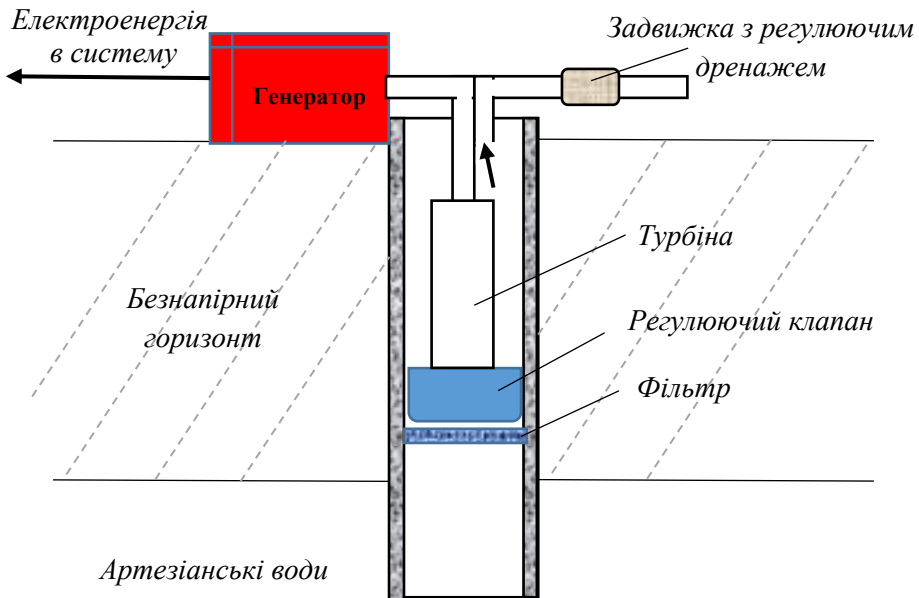 Електроенергія
в систему
Задвижка з регулюючим
дренажем
Генератор
Турбіна
Безнапірний
горизонт
Регулюючий клапан
Фільтр
Артезіанські води